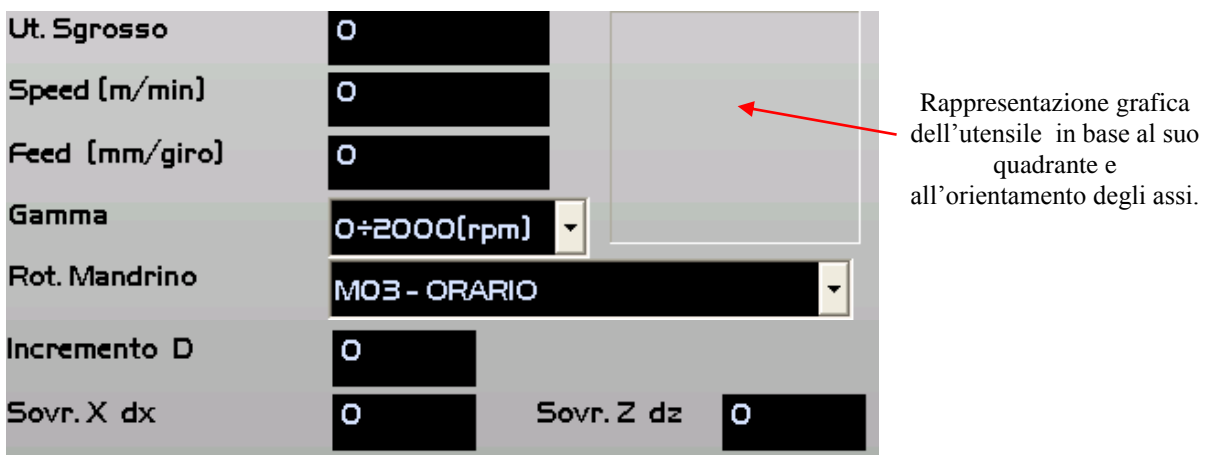 Ut. Sgrosso 0
Speed (m/min) 0
Feed (mm/giro) 0
Gamma 0÷2000(rpm)
Rot. Mandrino M03 - ORARIO
Incremento D 0
Sovr. X dx 0 Sovr. Z dz 0
Rappresentazione grafica
dell’utensile in base al suo
quadrante e
all’orientamento degli assi.